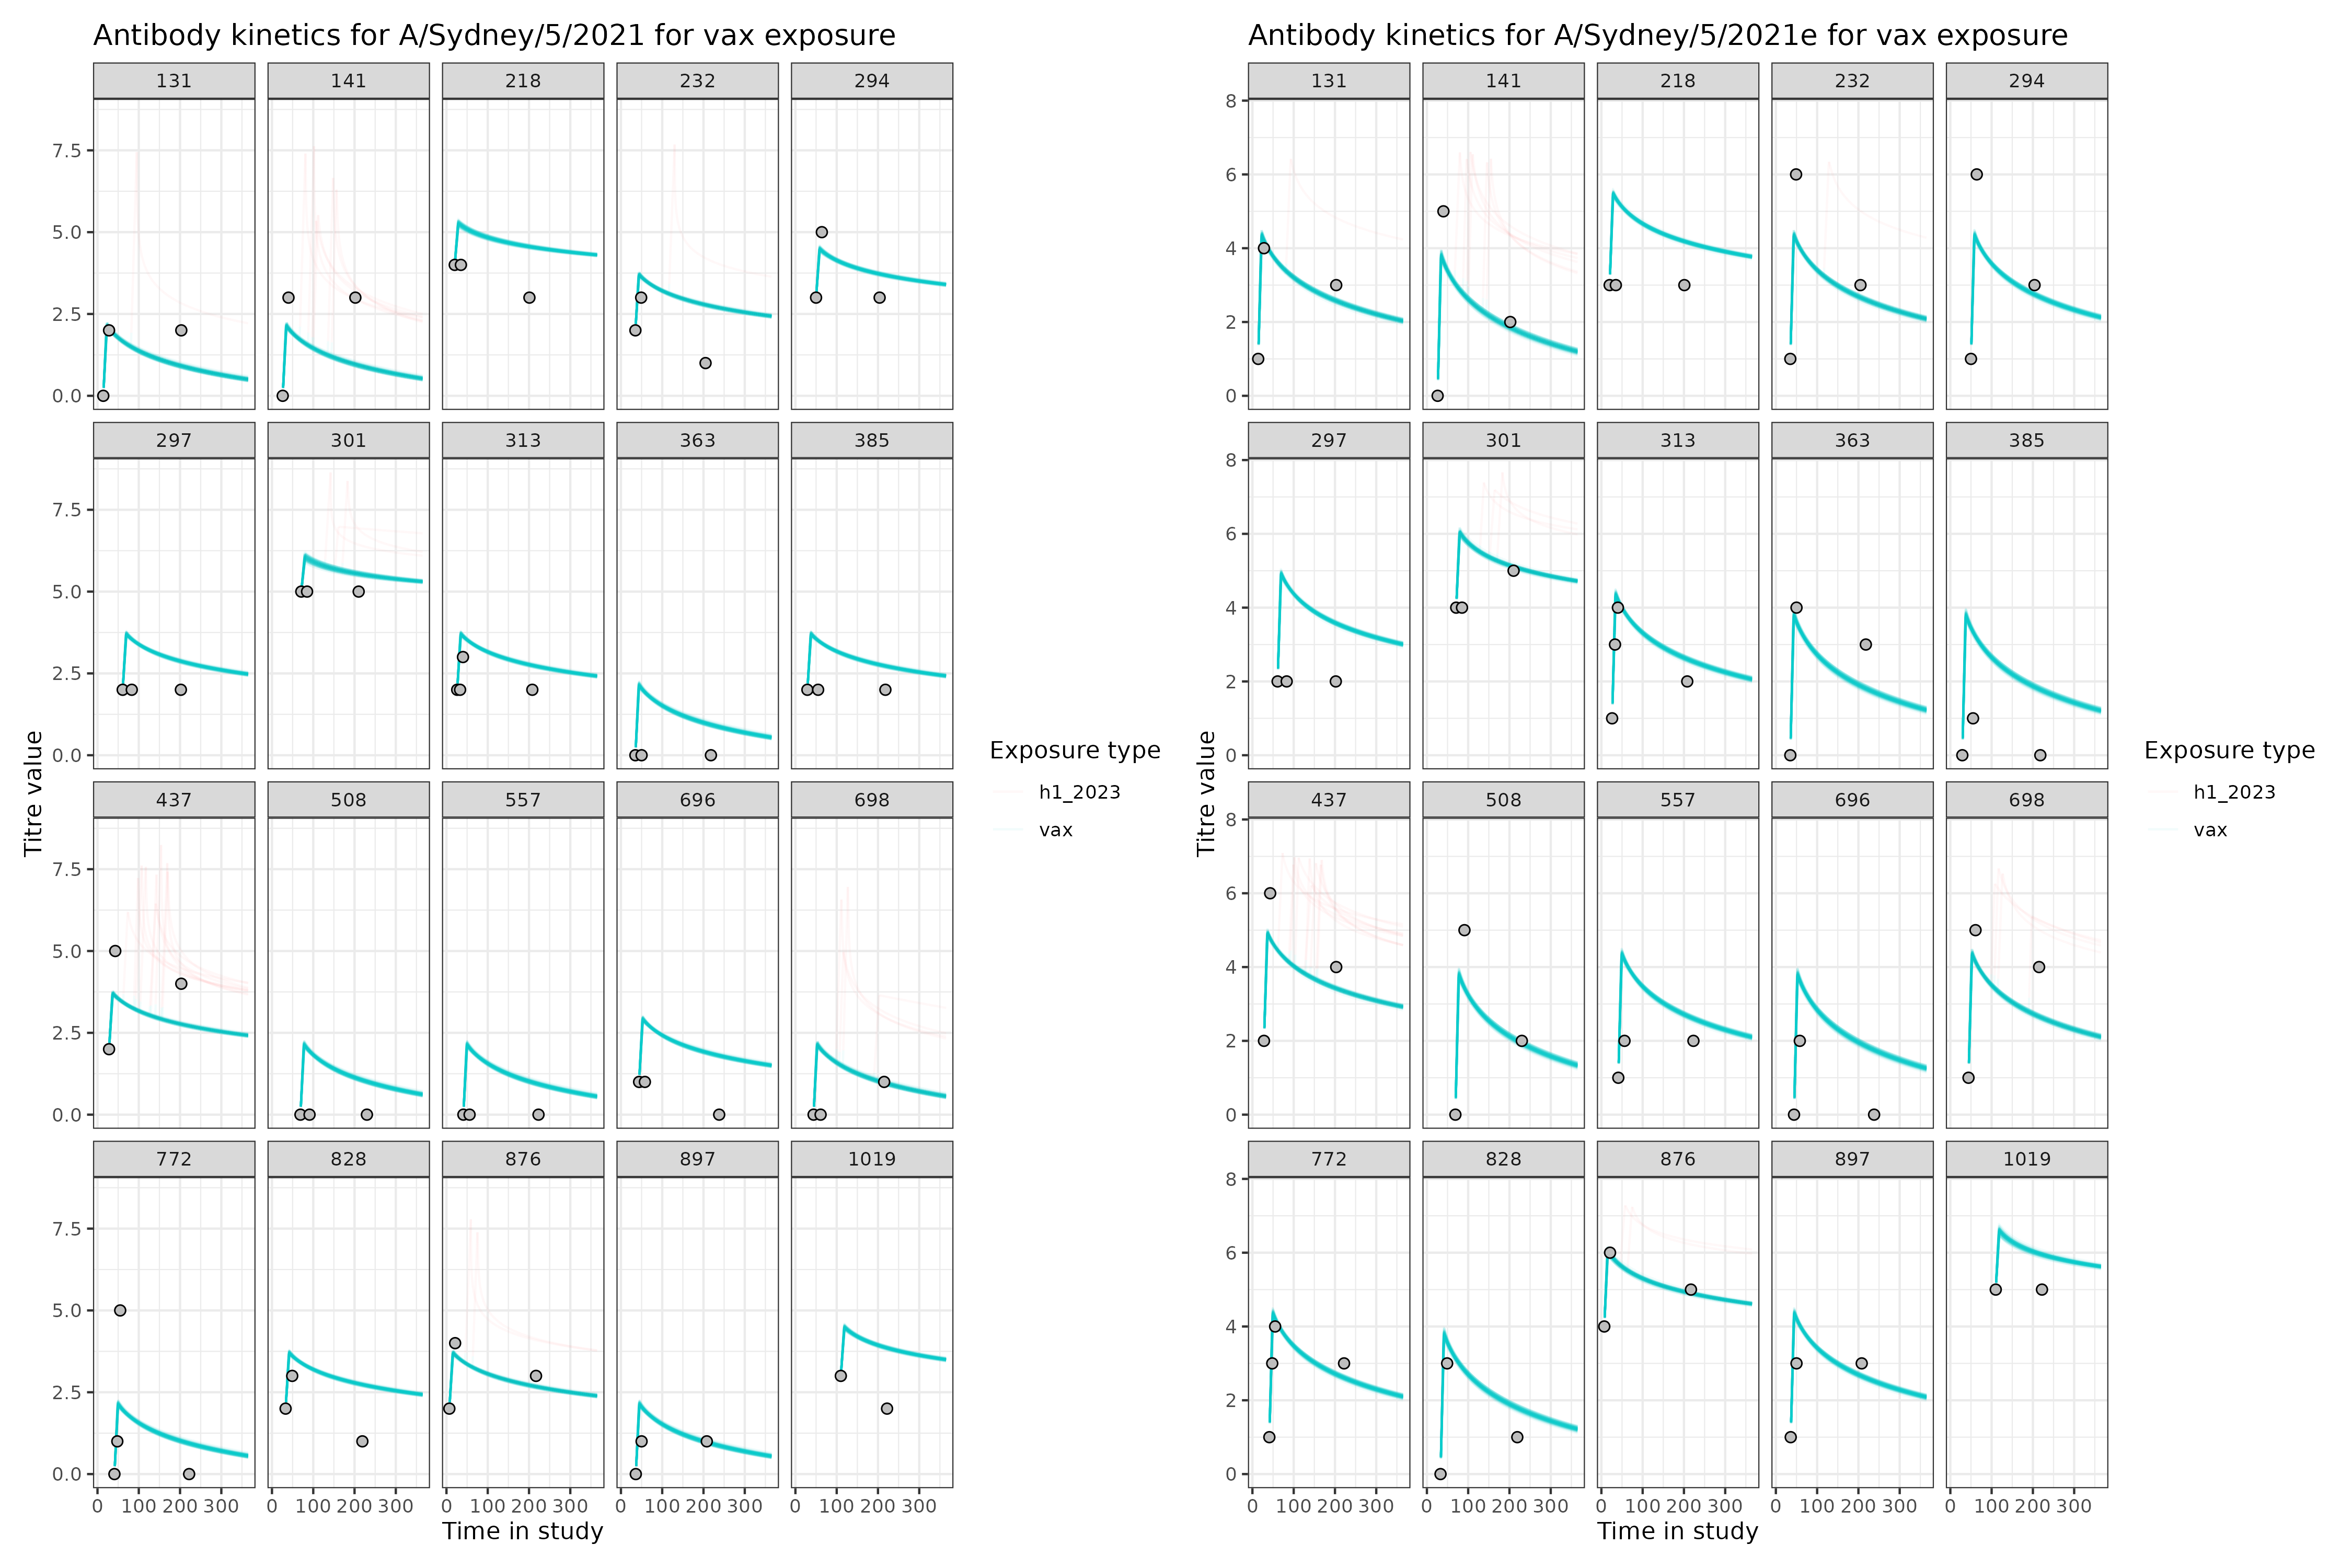 Antibody kinetics for A/Sydney/5/2021 for vax exposure
131 141 218 232 294
7.5
5.0
2.5
0.0
297 301 313 363 385
7.5
5.0
2.5
0.0
437 508 557 696 698
7.5
5.0
2.5
0.0
772 828 876 897 1019
7.5
5.0
2.5
0.0
0 100 200 300 0 100 200 300 0 100 200 300 0 100 200 300 0 100 200 300
Time in study
Titre value
Exposure type
h1_2023
vax
Antibody kinetics for A/Sydney/5/2021e for vax exposure
131 141 218 232 294
8
6
4
2
0
297 301 313 363 385
8
6
4
2
0
437 508 557 696 698
8
6
4
2
0
772 828 876 897 1019
8
6
4
2
0
0 100 200 300 0 100 200 300 0 100 200 300 0 100 200 300 0 100 200 300
Time in study
Titre value
Exposure type
h1_2023
vax